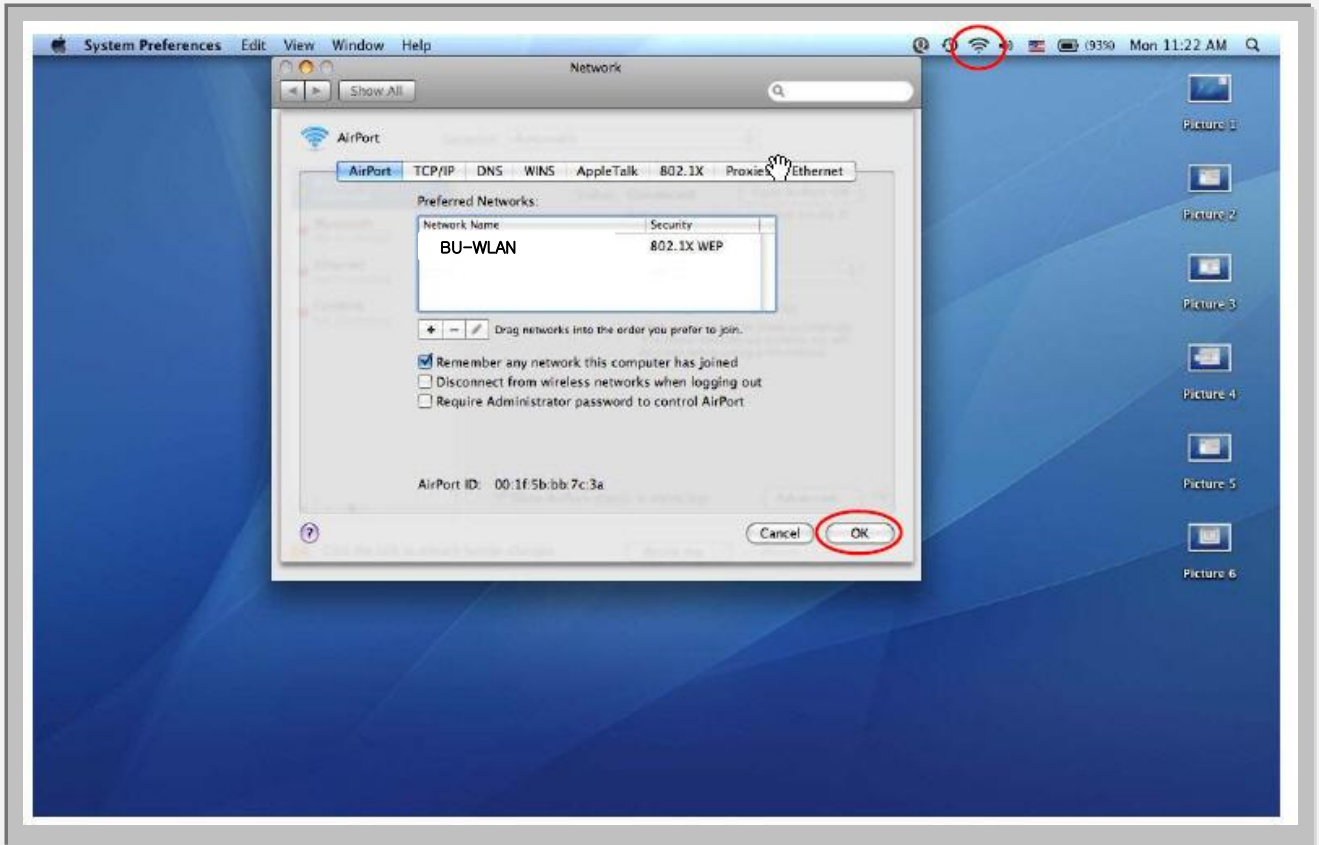 System Preferences Edit View Window Help (93%) Mon 11:22 AM
Network
Show All
AirPort
AirPort TCP/IP DNS WINS AppleTalk 802.1X Proxies Ethernet
Preferred Networks:
Network Name Security
BU-WLAN 802.1X WEP
+ - Drag networks into the order you prefer to join.
Remember any network this computer has joined
Disconnect from wireless networks when logging out
Require Administrator password to control AirPort
AirPort ID: 00:1f:5b:bb:7c:3a
? Cancel OK
Picture 1
Picture 2
Picture 3
Picture 4
Picture 5
Picture 6